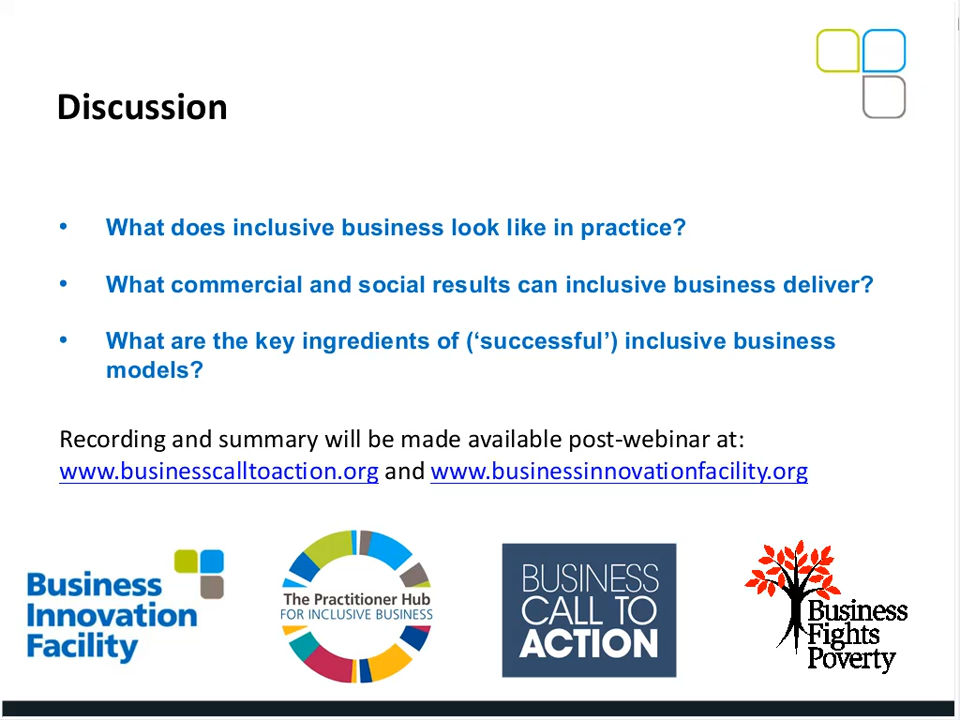 Discussion
• What does inclusive business look like in practice?
• What commercial and social results can inclusive business deliver?
• What are the key ingredients of (‘successful’) inclusive business
models?
Recording and summary will be made available post-webinar at:
www.businesscalltoaction.org and www.businessinnovationfacility.org
Business
Innovation
Facility
The Practitioner Hub
FOR INCLUSIVE BUSINESS
BUSINESS
CALL TO
ACTION
Business
Fights
Poverty